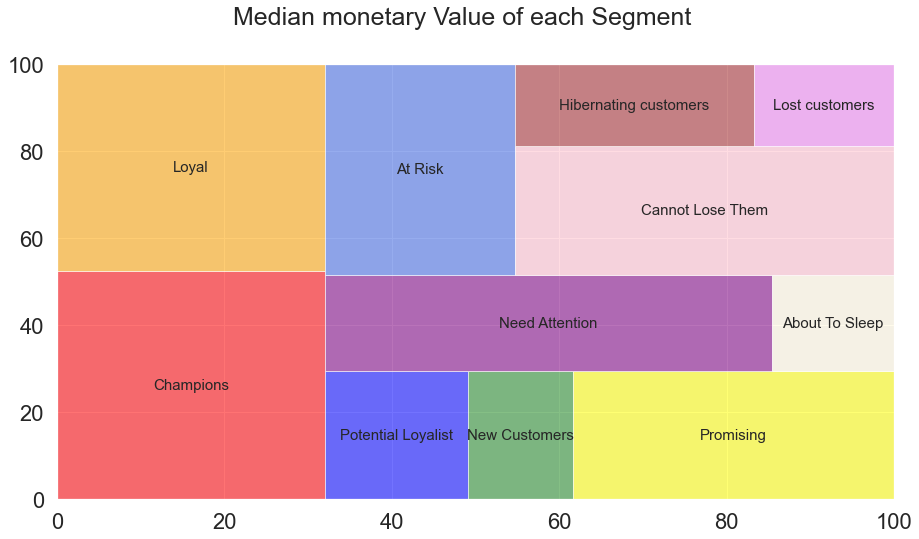 Median monetary Value of each Segment
100
80
60
40
20
0
Loyal
At Risk
Hibernating customers
Lost customers
Cannot Lose Them
Champions
Need Attention
About To Sleep
Potential Loyalist
New Customers
Promising
0 20 40 60 80 100